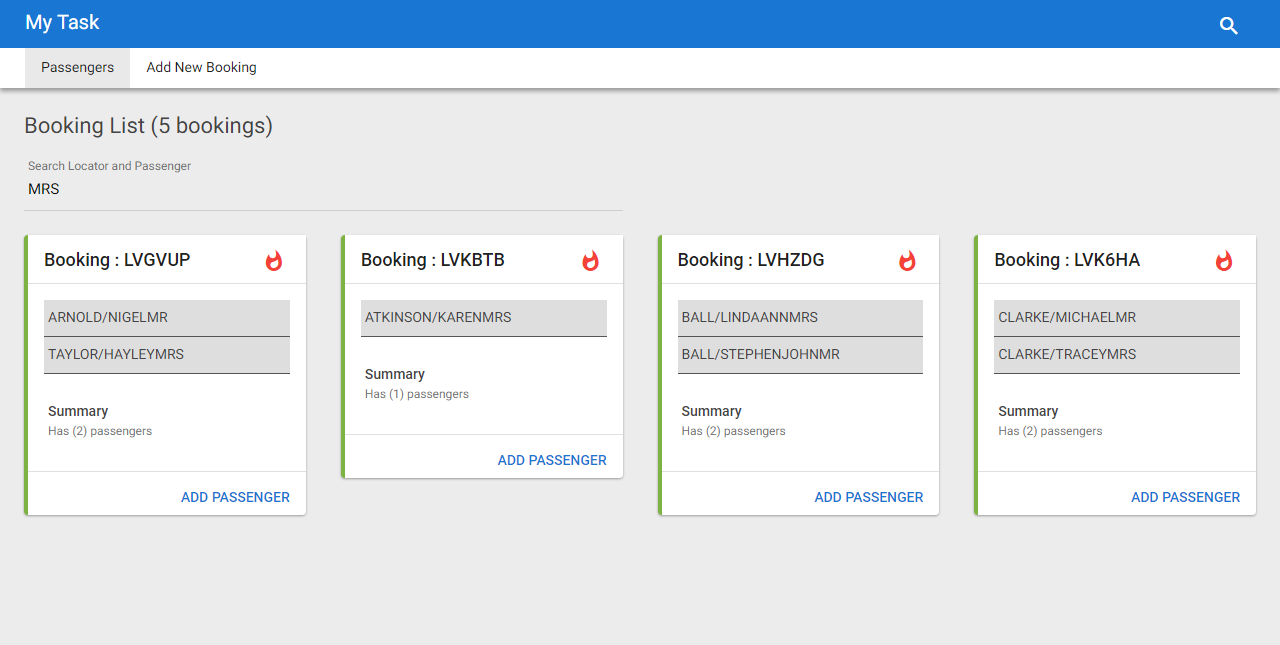 My Task
Passengers Add New Booking
Booking List (5 bookings)
Search Locator and Passenger
MRS
Booking : LVGVUP
ARNOLD/NIGELMR
TAYLOR/HAYLEYMRS
Summary
Has (2) passengers
ADD PASSENGER
Booking : LVKBTB
ATKINSON/KARENMRS
Summary
Has (1) passengers
ADD PASSENGER
Booking : LVHZDG
BALL/LINDAANNMRS
BALL/STEPHENJOHNMR
Summary
Has (2) passengers
ADD PASSENGER
Booking : LVK6HA
CLARKE/MICHAELMR
CLARKE/TRACEYMRS
Summary
Has (2) passengers
ADD PASSENGER